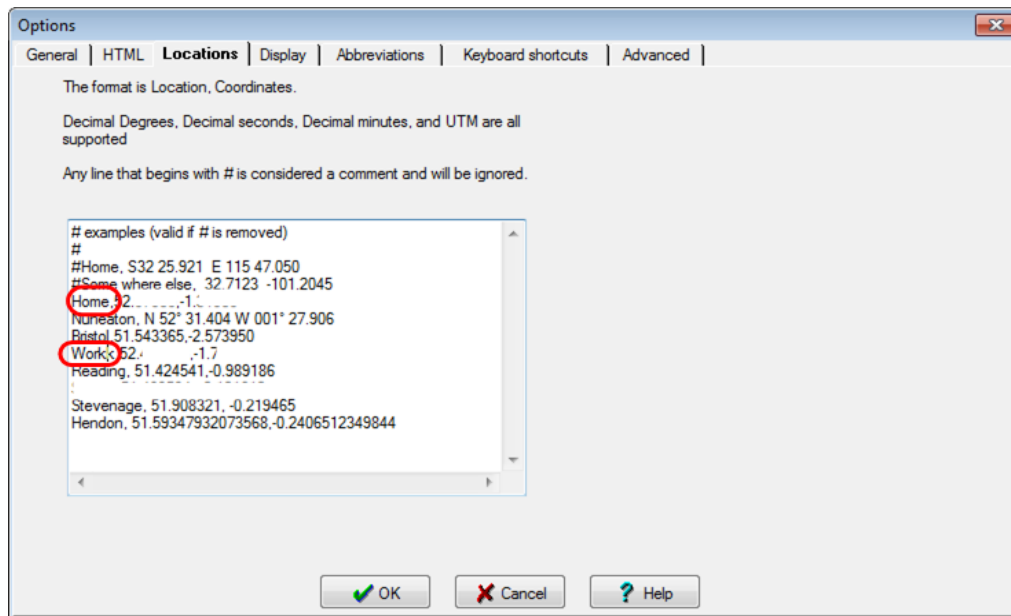 Options
General HTML Locations Display Abbreviations Keyboard shortcuts Advanced
The format is Location, Coordinates.
Decimal Degrees, Decimal seconds, Decimal minutes, and UTM are all
supported
Any line that begins with # is considered a comment and will be ignored.
# examples (valid if # is removed)
#
#Home, S32 25.921 E 115 47.050
#Some where else, 32.7123 -101.2045
Home,
Nuneaton, N 52° 31.404 W 001° 27.906
Bristol 51.543365,-2.573950
Work
Reading, 51.424541,-0.989186
Stevenage, 51.908321, -0.219465
Hendon, 51.59347932073568,-0.2406512349844
OK Cancel Help